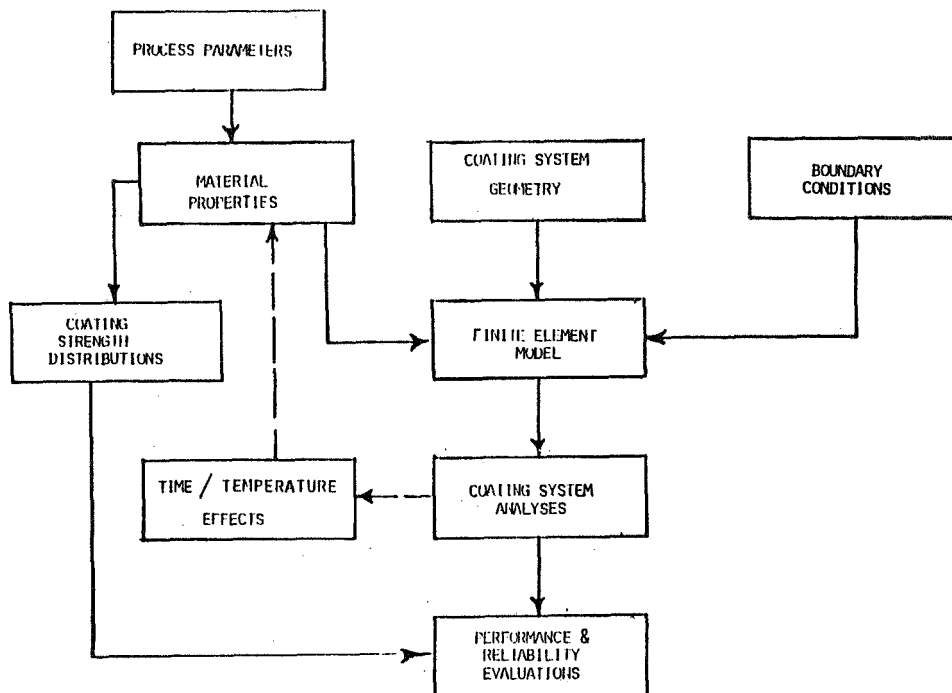 PROCESS PARAMETERS
MATERIAL
PROPERTIES
COATING SYSTEM
GEOMETRY
BOUNDARY
CONDITIONS
COATING
STRENGTH
DISTRIBUTIONS
FINITE ELEMENT
MODEL
TIME / TEMPERATURE
EFFECTS
COATING SYSTEM
ANALYSES
PERFORMANCE &
RELIABILITY
EVALUATIONS